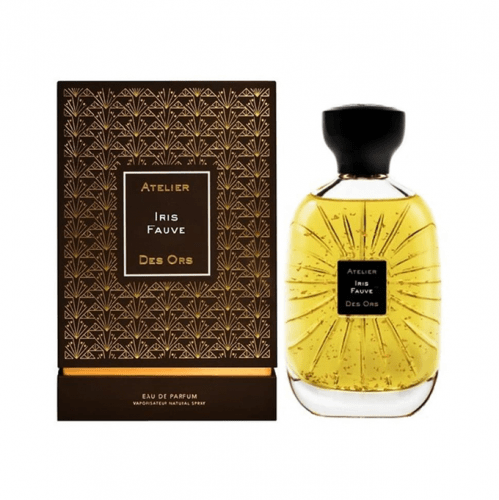 ATELIER
IRIS
FAUVE
DES ORS
EAU DE PARFUM
VAPORISATEUR NATURAL SPRAY
ATELIER
IRIS
FAUVE
DES ORS